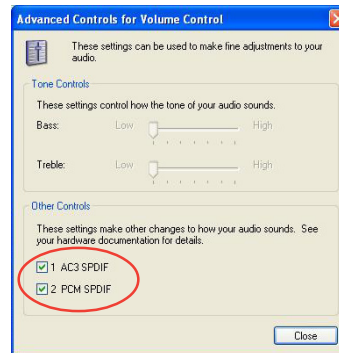 Advanced Controls for Volume Control
These settings can be used to make fine adjustments to your
audio.
Tone Controls
These settings control how the tone of your audio sounds.
Bass: Low High
Treble: Low High
Other Controls
These settings make other changes to how your audio sounds. See
your hardware documentation for details.
1 AC3 SPDIF
2 PCM SPDIF
Close